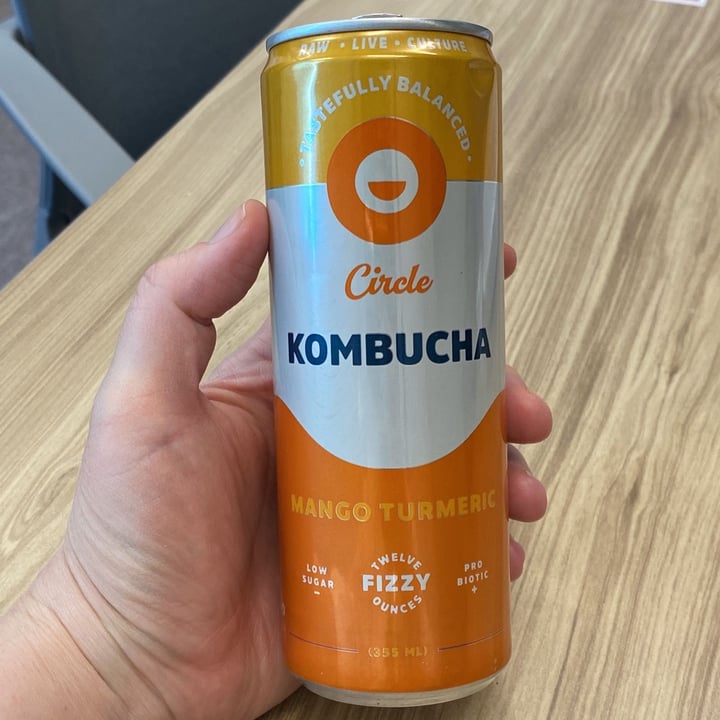 RAW • LIVE • CULTURE
• TASTEFULLY BALANCED •
Circle
KOMBUCHA
MANGO TURMERIC
LOW
SUGAR
–
TWELVE
FIZZY
OUNCES
PRO
BIOTIC
+
(355 ML)